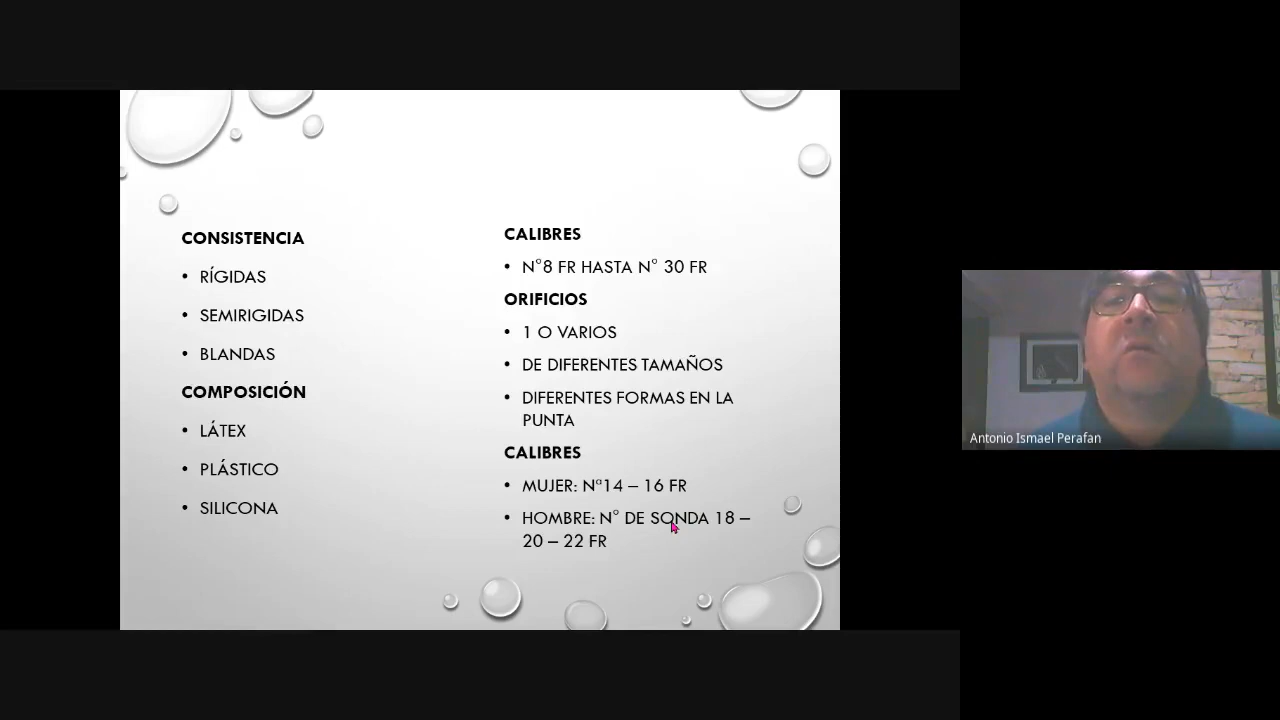 CONSISTENCIA
• RÍGIDAS
• SEMIRIGIDAS
• BLANDAS
COMPOSICIÓN
• LÁTEX
• PLÁSTICO
• SILICONA
CALIBRES
• N°8 FR HASTA N° 30 FR
ORIFICIOS
• 1 O VARIOS
• DE DIFERENTES TAMAÑOS
• DIFERENTES FORMAS EN LA
PUNTA
CALIBRES
• MUJER: Nº14 – 16 FR
• HOMBRE: N° DE SONDA 18 –
20 – 22 FR
Antonio Ismael Perafan